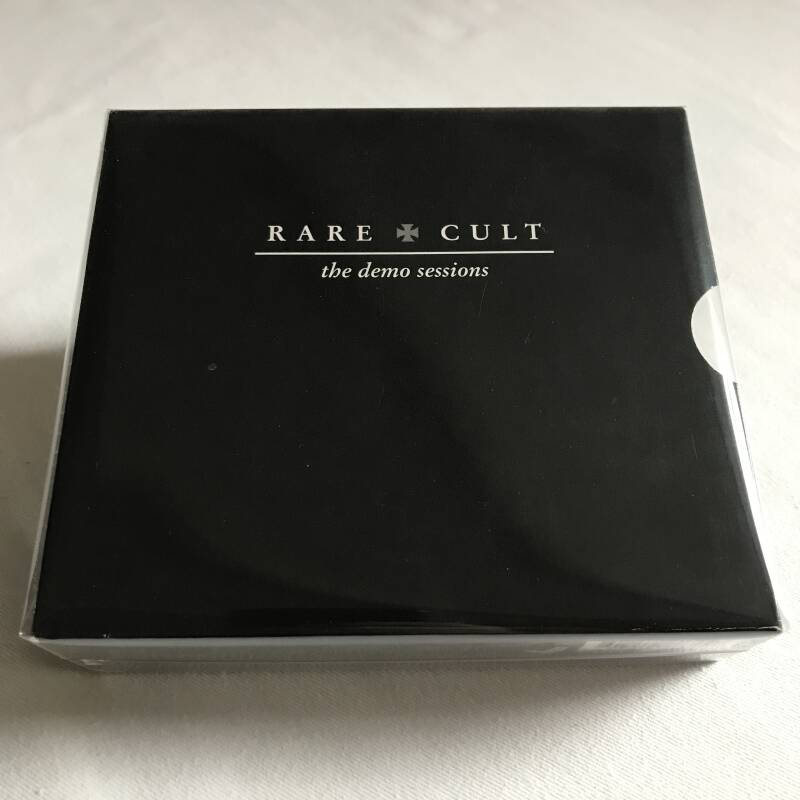 RARE ✠ CULT
the demo sessions